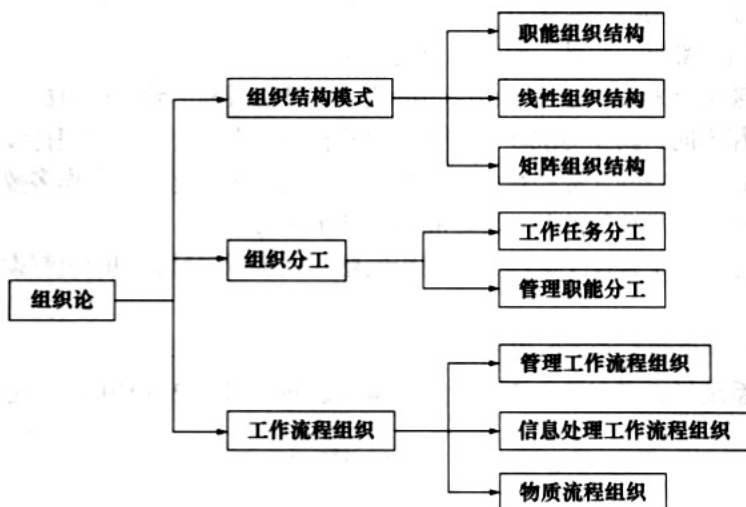 组织论
组织结构模式
职能组织结构
线性组织结构
矩阵组织结构
组织分工
工作任务分工
管理职能分工
工作流程组织
管理工作流程组织
信息处理工作流程组织
物质流程组织